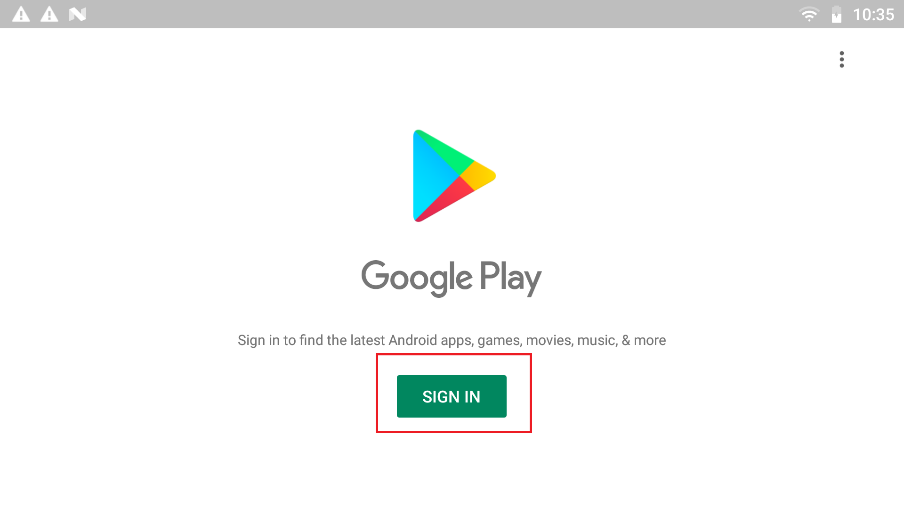 10:35
Google Play
Sign in to find the latest Android apps, games, movies, music, & more
SIGN IN